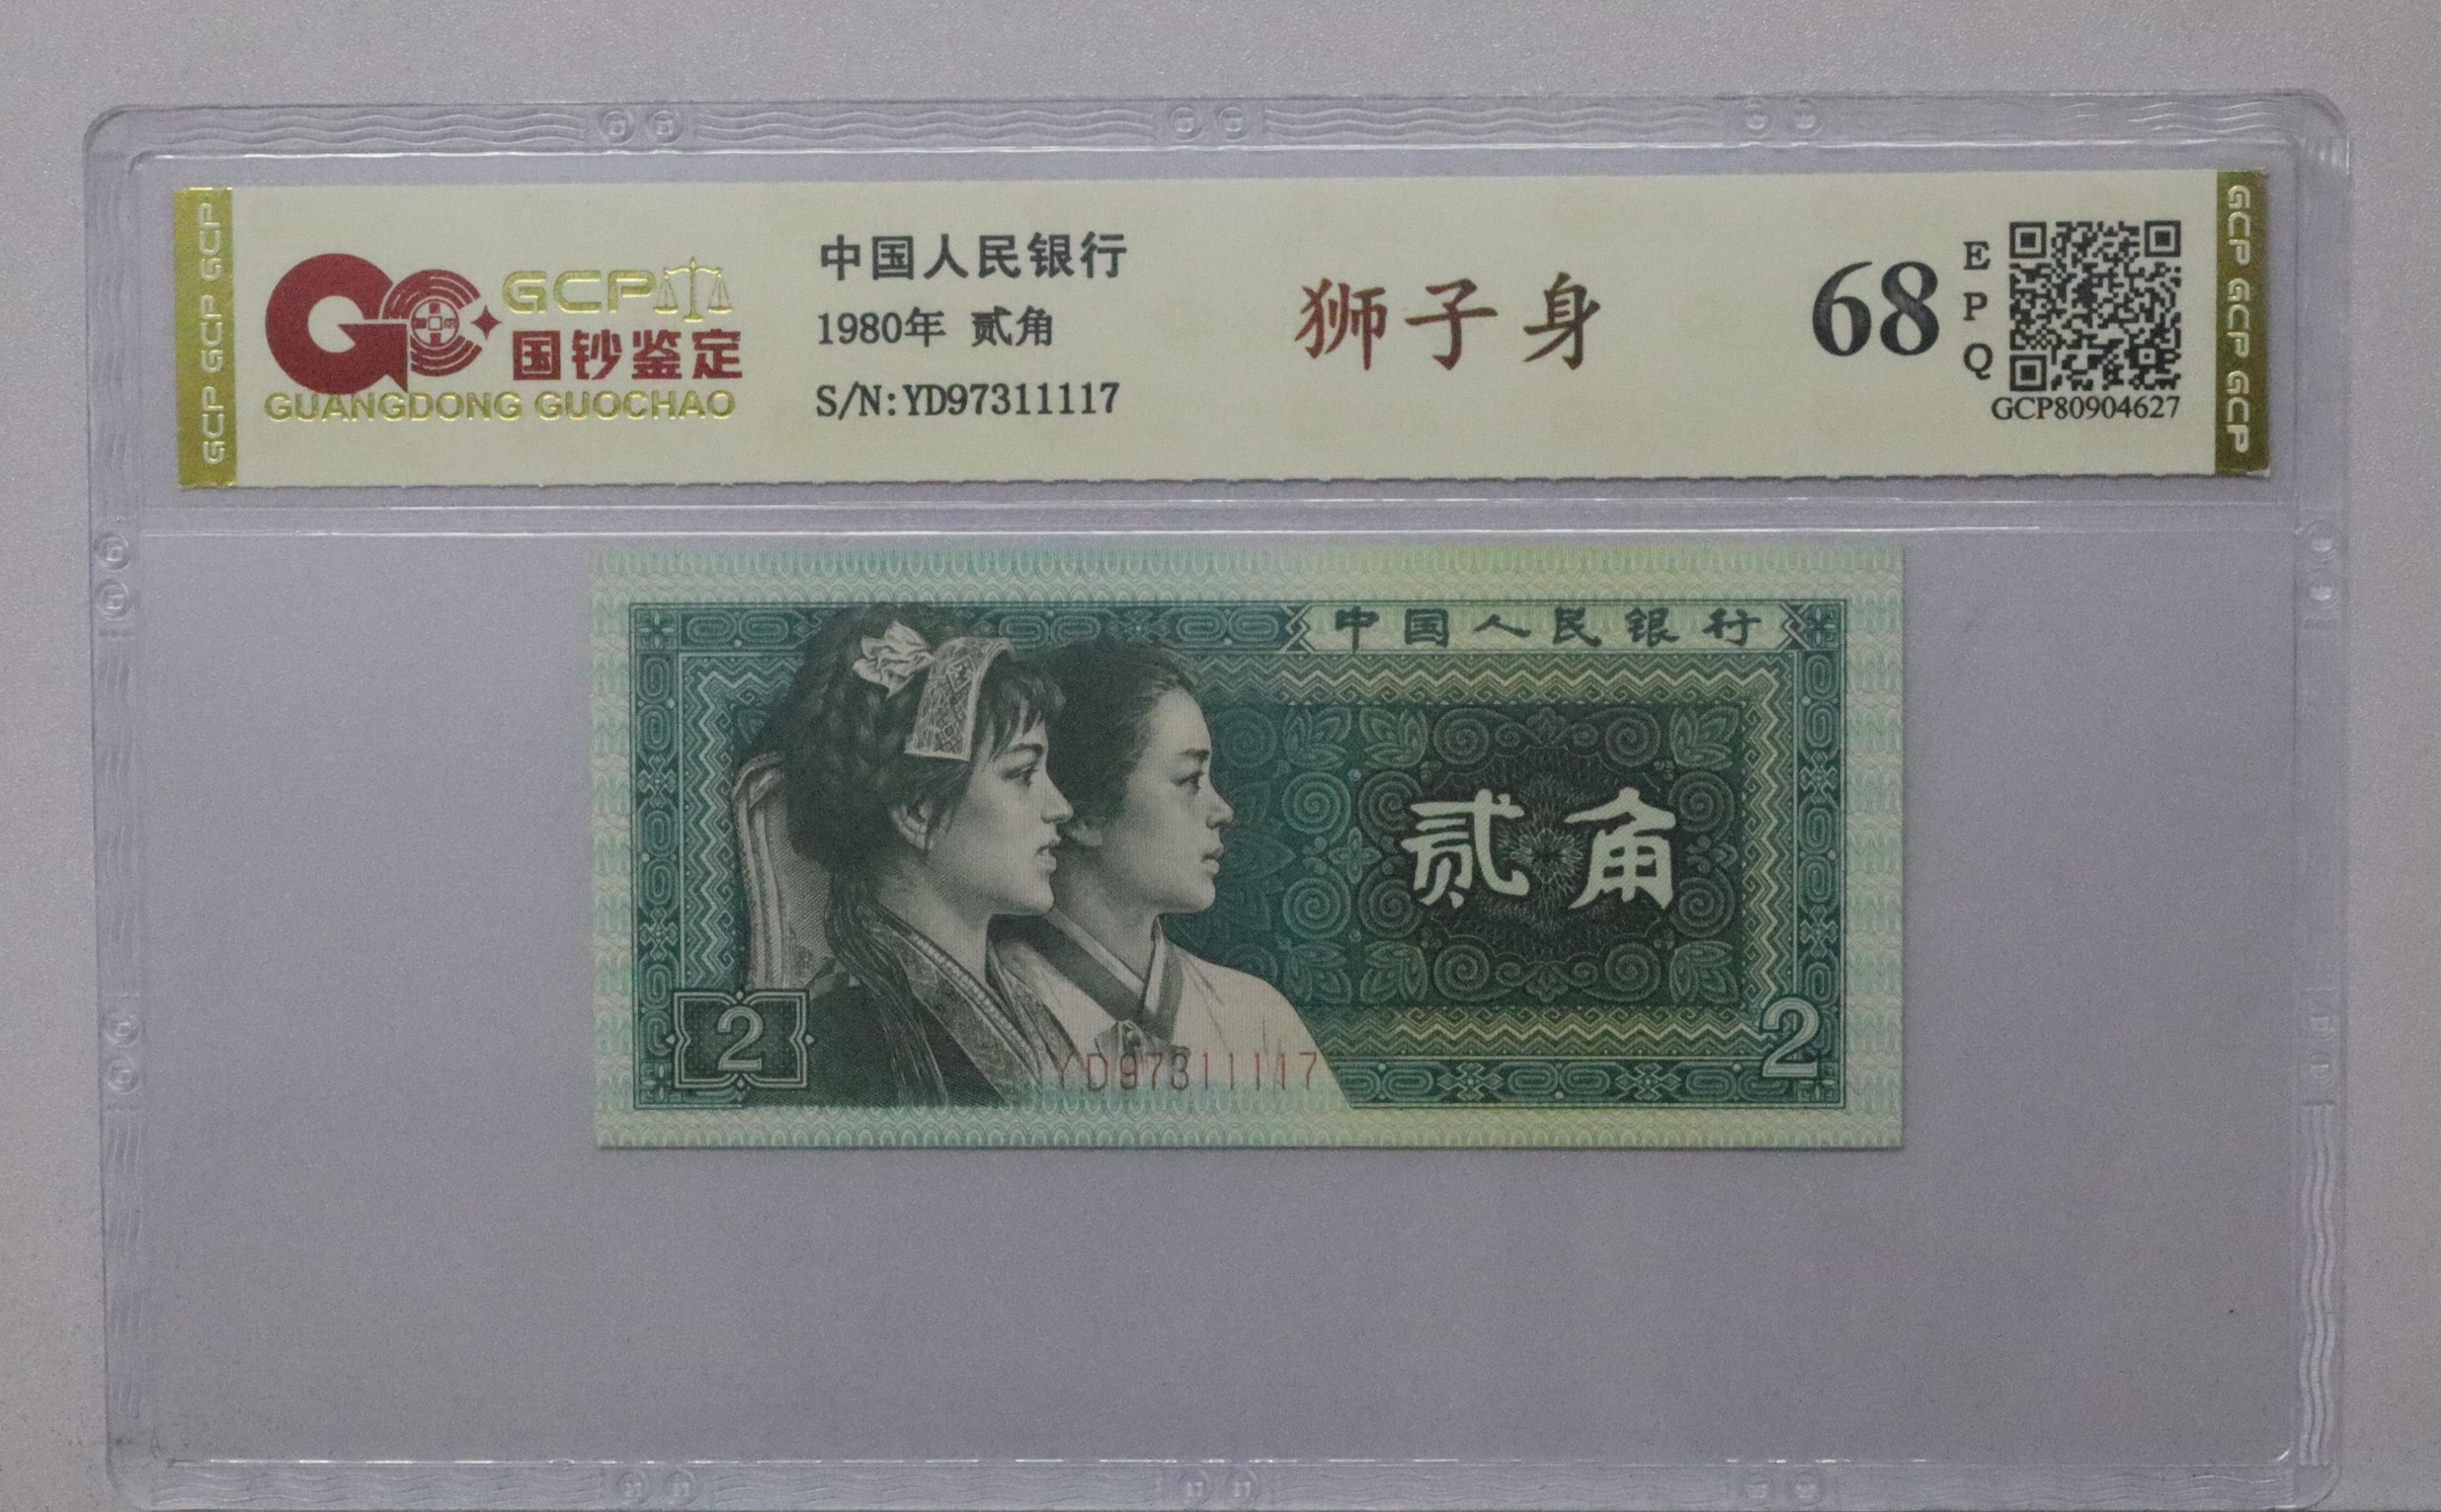 GCP GCP GCP
GCP
国钞鉴定
GUANGDONG GUOCHAO
中国人民银行
1980年 贰角
S/N:YD97311117
狮子身
68
E
P
Q
GCP80904627
GCP GCP GCP
中国人民银行
贰角
2
2
YD97311117